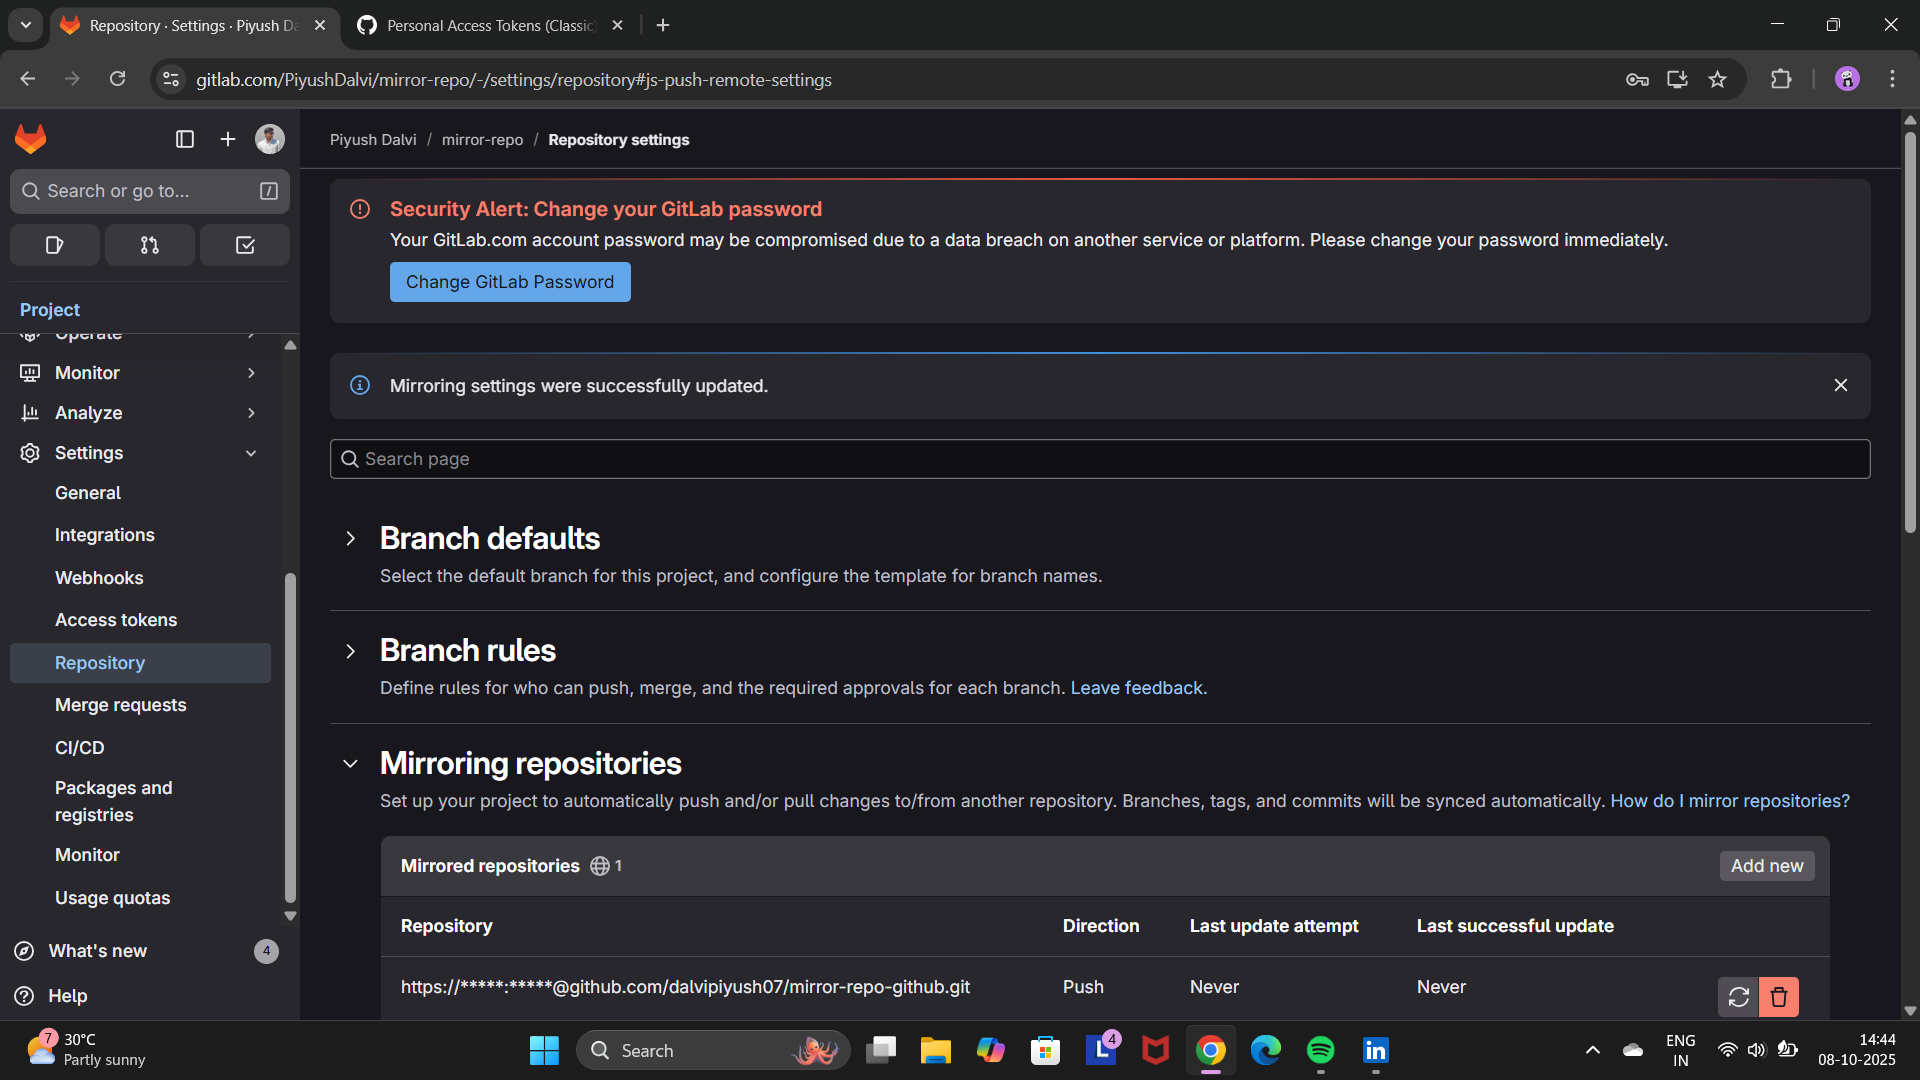 Repository · Settings · Piyush Da
Personal Access Tokens (Classic)
gitlab.com/PiyushDalvi/mirror-repo/-/settings/repository#js-push-remote-settings
Piyush Dalvi / mirror-repo / Repository settings
Search or go to...
/
Project
Operate
Monitor
Analyze
Settings
General
Integrations
Webhooks
Access tokens
Repository
Merge requests
CI/CD
Packages and
registries
Monitor
Usage quotas
What's new
4
Help
Security Alert: Change your GitLab password
Your GitLab.com account password may be compromised due to a data breach on another service or platform. Please change your password immediately.
Change GitLab Password
Mirroring settings were successfully updated.
Search page
Branch defaults
Select the default branch for this project, and configure the template for branch names.
Branch rules
Define rules for who can push, merge, and the required approvals for each branch. Leave feedback.
Mirroring repositories
Set up your project to automatically push and/or pull changes to/from another repository. Branches, tags, and commits will be synced automatically. How do I mirror repositories?
Mirrored repositories 1
Add new
Repository Direction Last update attempt Last successful update
https://*****:*****@github.com/dalvipiyush07/mirror-repo-github.git Push Never Never
7
30°C
Partly sunny
Search
L
4
in
ENG
IN
14:44
08-10-2025